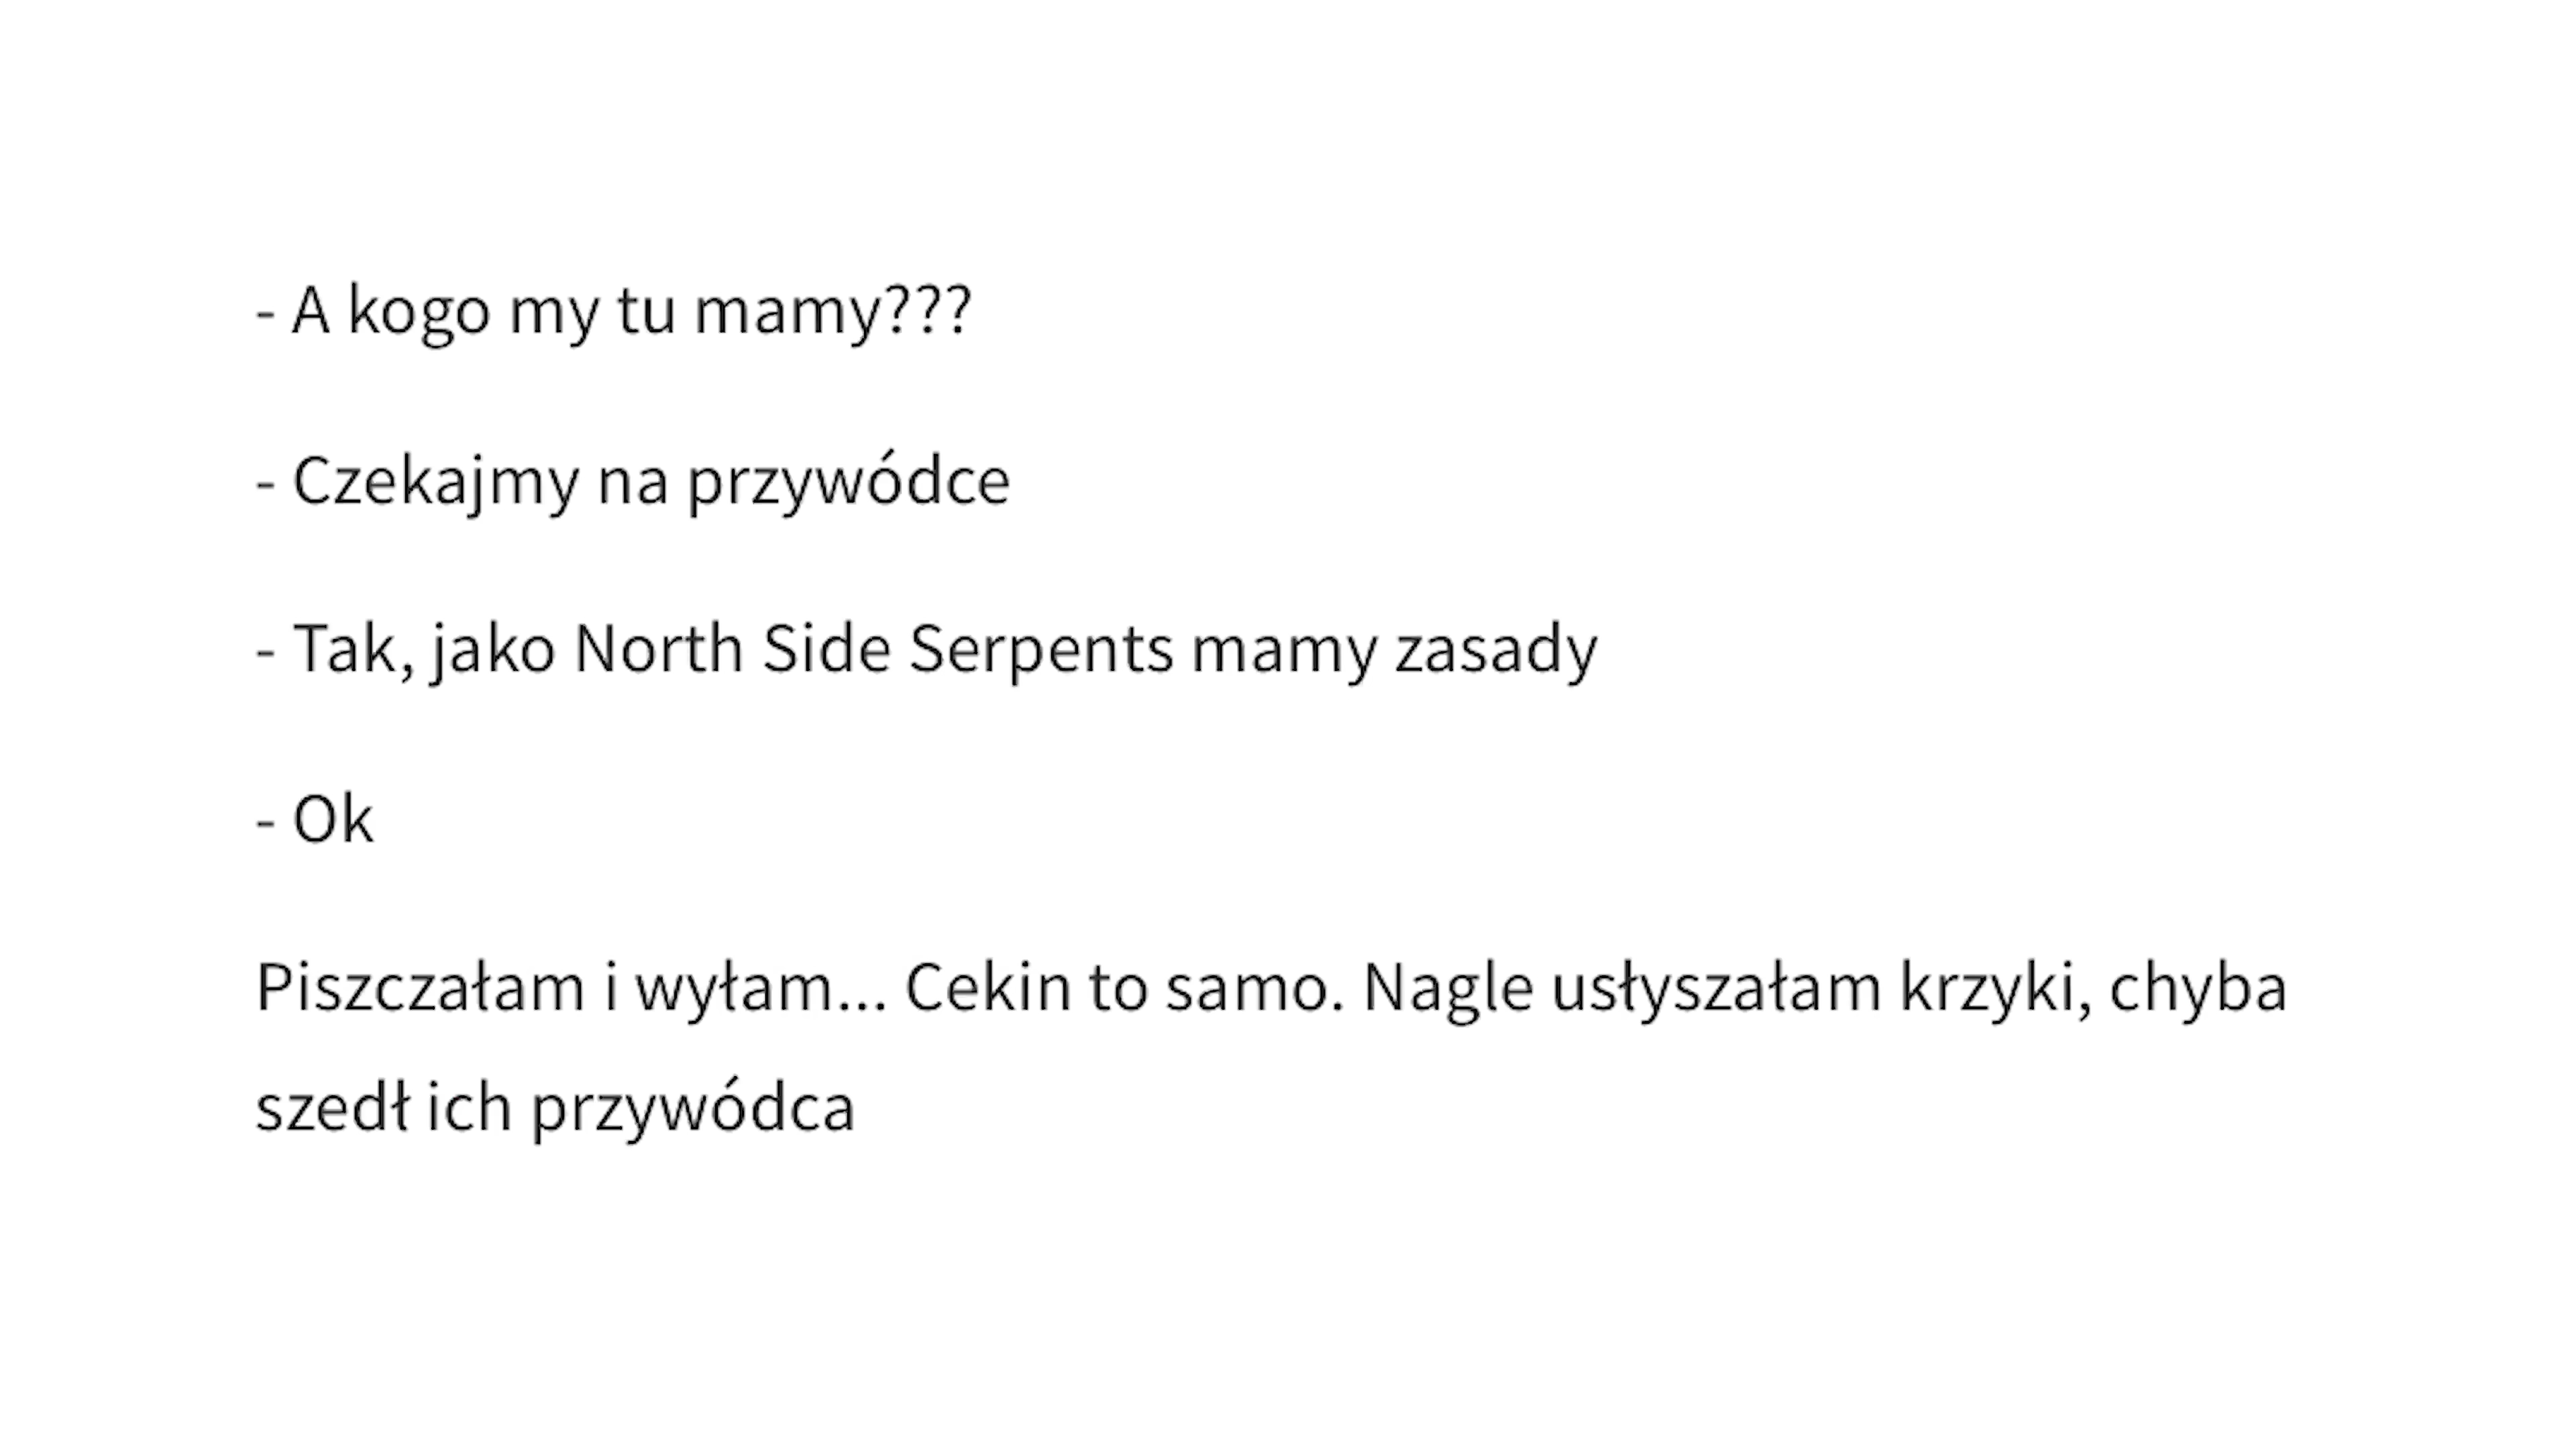 - A kogo my tu mamy???
- Czekajmy na przywódce
- Tak, jako North Side Serpents mamy zasady
- Ok
Piszczałam i wyłam... Cekin to samo. Nagle usłyszałam krzyki, chyba
szedł ich przywódca